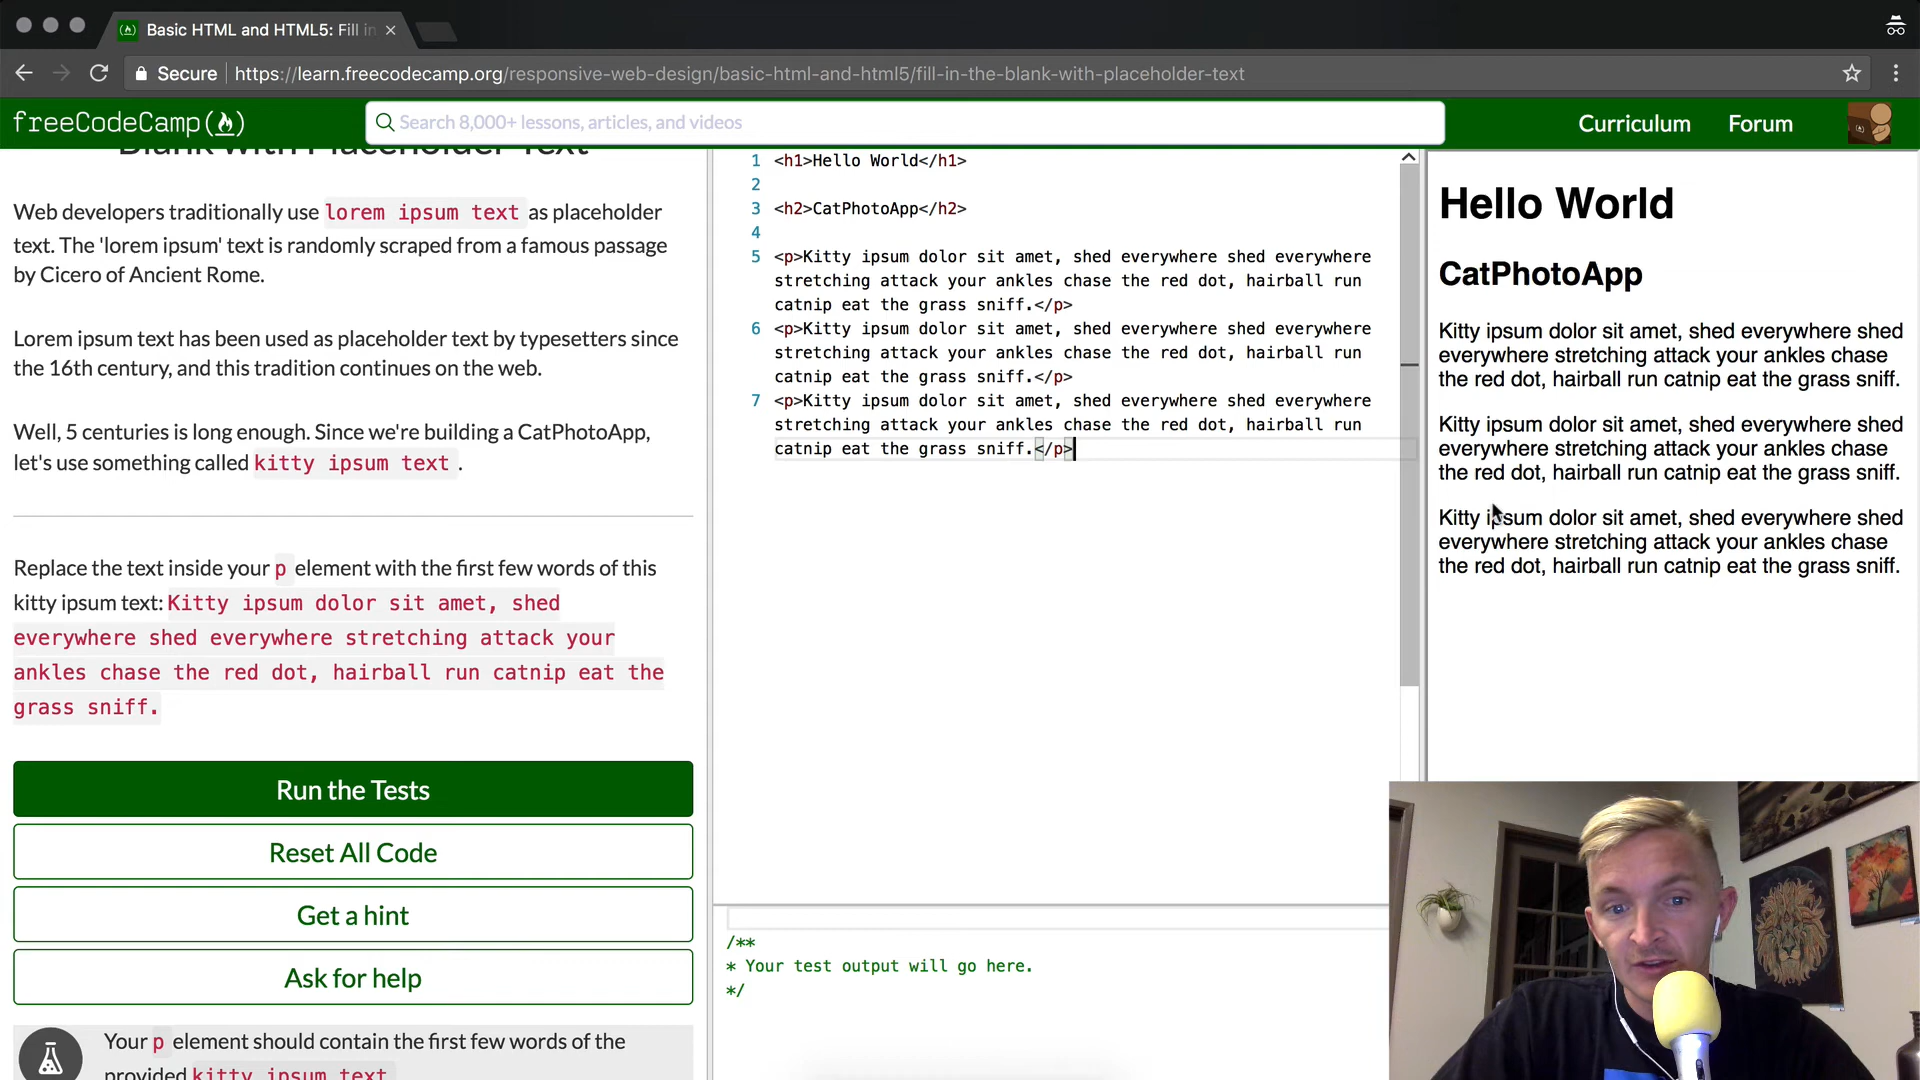 Basic HTML and HTML5: Fill in
Secure https://learn.freecodecamp.org/responsive-web-design/basic-html-and-html5/fill-in-the-blank-with-placeholder-text
freeCodeCamp
Search 8,000+ lessons, articles, and videos
Curriculum
Forum
Blank with Placeholder Text
Web developers traditionally use lorem ipsum text as placeholder
text. The 'lorem ipsum' text is randomly scraped from a famous passage
by Cicero of Ancient Rome.
Lorem ipsum text has been used as placeholder text by typesetters since
the 16th century, and this tradition continues on the web.
Well, 5 centuries is long enough. Since we're building a CatPhotoApp,
let's use something called kitty ipsum text .
Replace the text inside your p element with the first few words of this
kitty ipsum text: Kitty ipsum dolor sit amet, shed
everywhere shed everywhere stretching attack your
ankles chase the red dot, hairball run catnip eat the
grass sniff.
Run the Tests
Reset All Code
Get a hint
Ask for help
Your p element should contain the first few words of the
provided kitty ipsum text
1 <h1>Hello World</h1>
2
3 <h2>CatPhotoApp</h2>
4
5 <p>Kitty ipsum dolor sit amet, shed everywhere shed everywhere
stretching attack your ankles chase the red dot, hairball run
catnip eat the grass sniff.</p>
6 <p>Kitty ipsum dolor sit amet, shed everywhere shed everywhere
stretching attack your ankles chase the red dot, hairball run
catnip eat the grass sniff.</p>
7 <p>Kitty ipsum dolor sit amet, shed everywhere shed everywhere
stretching attack your ankles chase the red dot, hairball run
catnip eat the grass sniff.</p>
/**
* Your test output will go here.
*/
Hello World
CatPhotoApp
Kitty ipsum dolor sit amet, shed everywhere shed
everywhere stretching attack your ankles chase
the red dot, hairball run catnip eat the grass sniff.
Kitty ipsum dolor sit amet, shed everywhere shed
everywhere stretching attack your ankles chase
the red dot, hairball run catnip eat the grass sniff.
Kitty ipsum dolor sit amet, shed everywhere shed
everywhere stretching attack your ankles chase
the red dot, hairball run catnip eat the grass sniff.